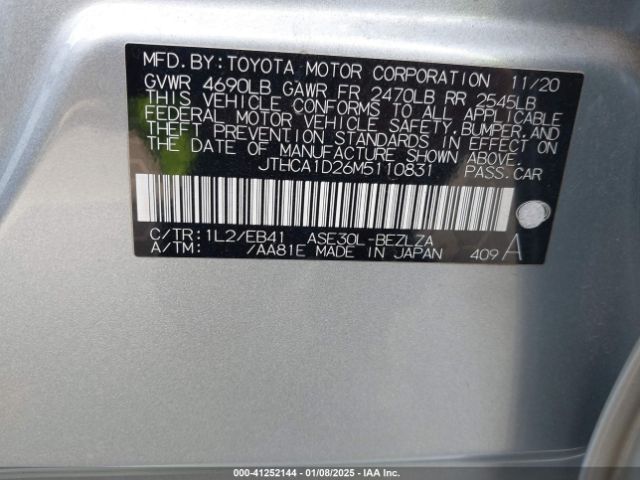 MFD. BY: TOYOTA MOTOR CORPORATION 11/20
GVWR 4690LB GAWR FR 2470LB RR 2545LB
THIS VEHICLE CONFORMS TO ALL APPLICABLE
FEDERAL MOTOR VEHICLE SAFETY, BUMPER, AND
THEFT PREVENTION STANDARDS IN EFFECT ON
THE DATE OF MANUFACTURE SHOWN ABOVE.
JTHCA1D26M5110831 PASS. CAR
C/TR: 1L2/EB41 ASE30L-BEZLZA
A/TM: /AA81E MADE IN JAPAN 409 A
000-41252144 - 01/08/2025 - IAA Inc.